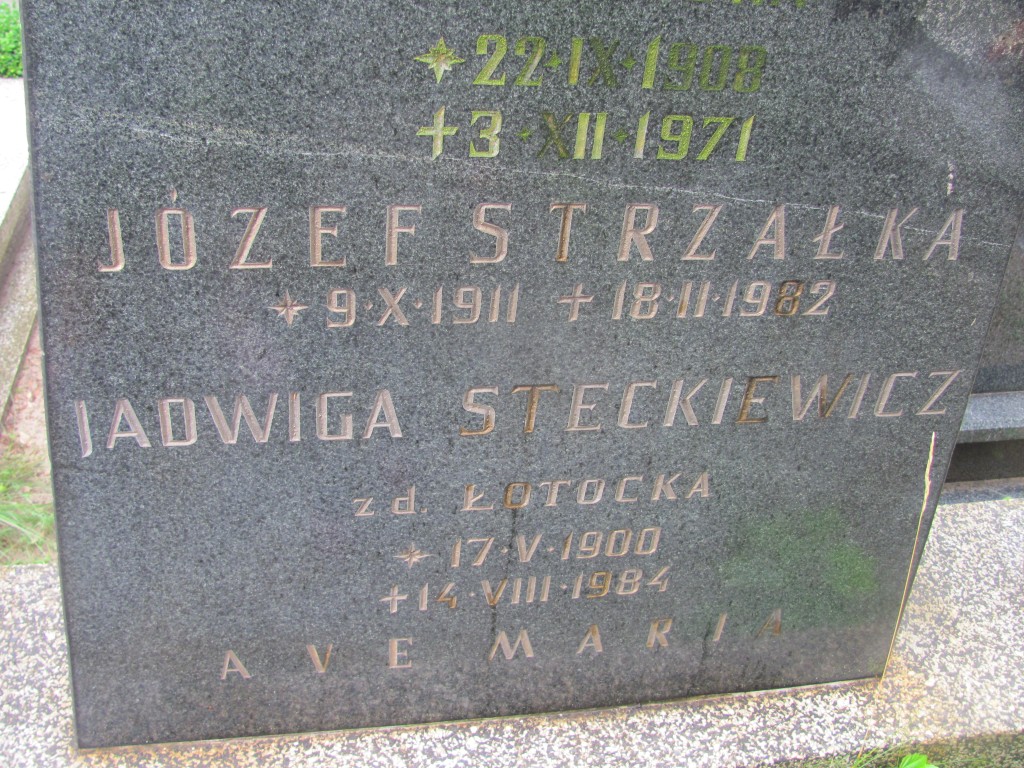 * 22·IX·1908
+ 3·XII·1971
JÓZEF STRZAŁKA
* 9·X·1911 + 18·II·1982
JADWIGA STECKIEWICZ
z d. ŁOTOCKA
* 17·V·1900
+ 14·VIII·1984
AVE MARIA